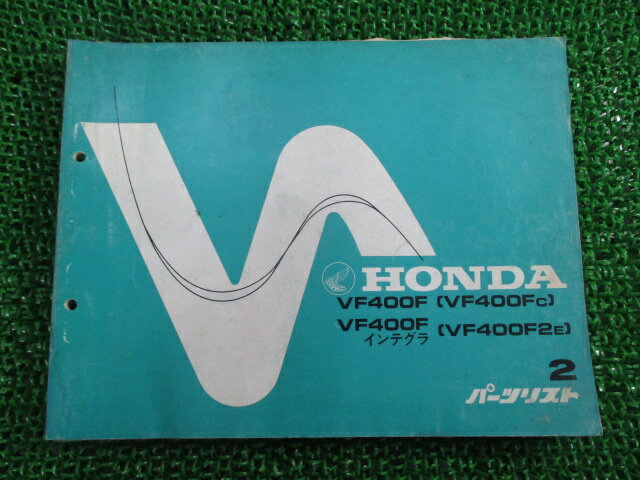 HONDA
VF400F (VF400Fc)
VF400F (VF400F2E)
インテグラ
2
パーツリスト